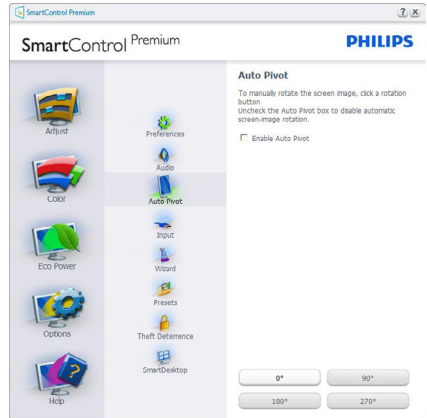 SmartControl Premium
SmartControl Premium
PHILIPS
Adjust
Color
Eco Power
Options
Help
Preferences
Audio
Auto Pivot
Input
Wizard
Presets
Theft Deterrence
SmartDesktop
Auto Pivot
To manually rotate the screen image, click a rotation
button
Uncheck the Auto Pivot box to disable automatic
screen-image rotation.
Enable Auto Pivot
0°
90°
180°
270°